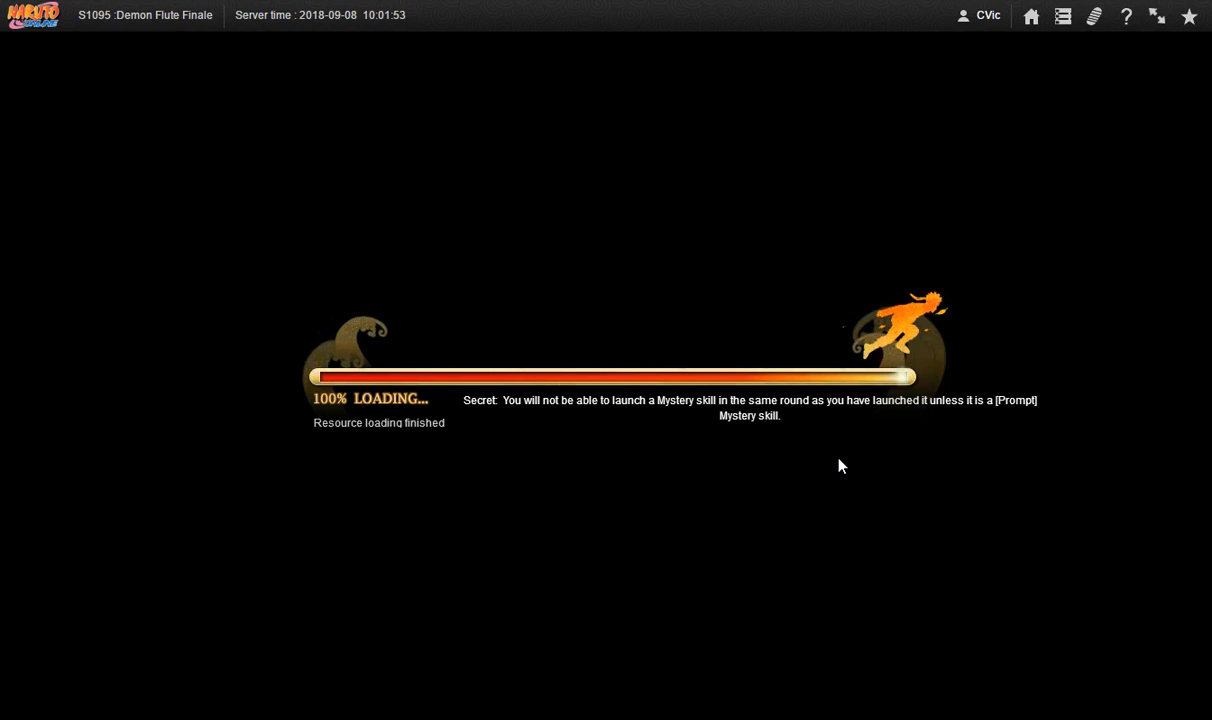 NARUTO ONLINE
S1095 :Demon Flute Finale
Server time : 2018-09-08 10:01:53
CVic
?
100% LOADING...
Resource loading finished
Secret: You will not be able to launch a Mystery skill in the same round as you have launched it unless it is a [Prompt]
Mystery skill.